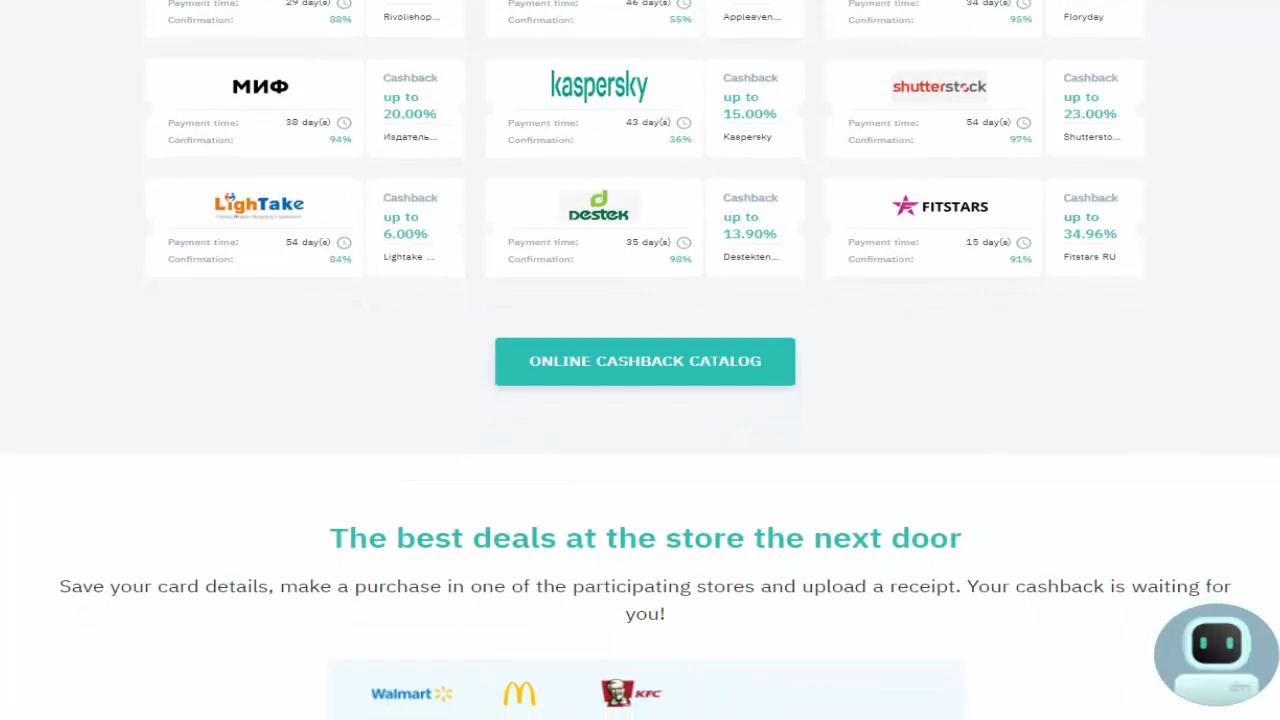 Payment time: 29 day(s)
Confirmation: 88%
Rivolishop...
Payment time: 46 day(s)
Confirmation: 55%
Appleaven...
Payment time: 34 day(s)
Confirmation: 95%
Floryday
МИФ
Payment time: 38 day(s)
Confirmation: 94%
Cashback
up to
20.00%
Издатель...
kaspersky
Payment time: 43 day(s)
Confirmation: 36%
Cashback
up to
15.00%
Kaspersky
shutterstock
Payment time: 54 day(s)
Confirmation: 97%
Cashback
up to
23.00%
Shuttersto...
LighTake
Payment time: 54 day(s)
Confirmation: 84%
Cashback
up to
6.00%
Lightake ...
DESTEK
Payment time: 35 day(s)
Confirmation: 98%
Cashback
up to
13.90%
Destekten...
FITSTARS
Payment time: 15 day(s)
Confirmation: 91%
Cashback
up to
34.96%
Fitstars RU
ONLINE CASHBACK CATALOG
The best deals at the store the next door
Save your card details, make a purchase in one of the participating stores and upload a receipt. Your cashback is waiting for
you!
Walmart
KFC